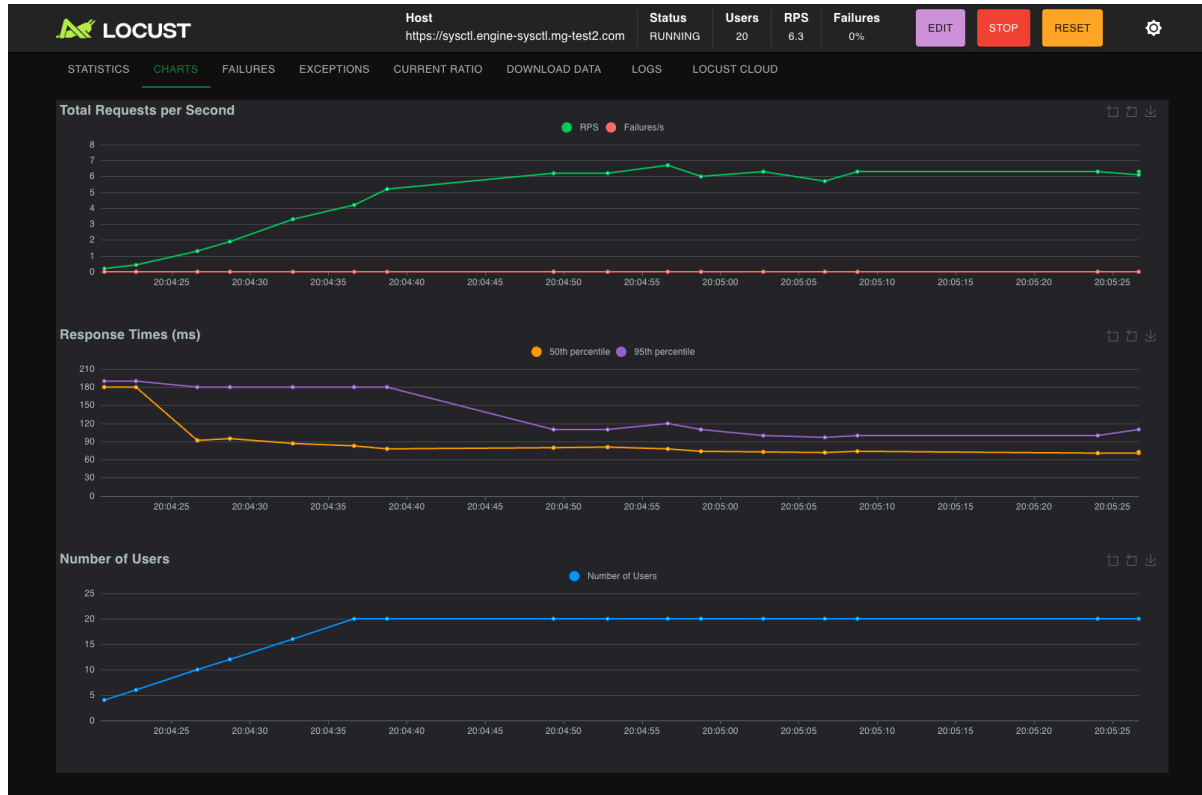 LOCUST
Host
https://sysctl.engine-sysctl.mg-test2.com
Status
RUNNING
Users
20
RPS
6.3
Failures
0%
EDIT
STOP
RESET
STATISTICS CHARTS FAILURES EXCEPTIONS CURRENT RATIO DOWNLOAD DATA LOGS LOCUST CLOUD
Total Requests per Second
RPS Failures/s
8
7
6
5
4
3
2
1
0
20:04:25 20:04:30 20:04:35 20:04:40 20:04:45 20:04:50 20:04:55 20:05:00 20:05:05 20:05:10 20:05:15 20:05:20 20:05:25
Response Times (ms)
50th percentile 95th percentile
210
180
150
120
90
60
30
0
20:04:25 20:04:30 20:04:35 20:04:40 20:04:45 20:04:50 20:04:55 20:05:00 20:05:05 20:05:10 20:05:15 20:05:20 20:05:25
Number of Users
Number of Users
25
20
15
10
5
0
20:04:25 20:04:30 20:04:35 20:04:40 20:04:45 20:04:50 20:04:55 20:05:00 20:05:05 20:05:10 20:05:15 20:05:20 20:05:25